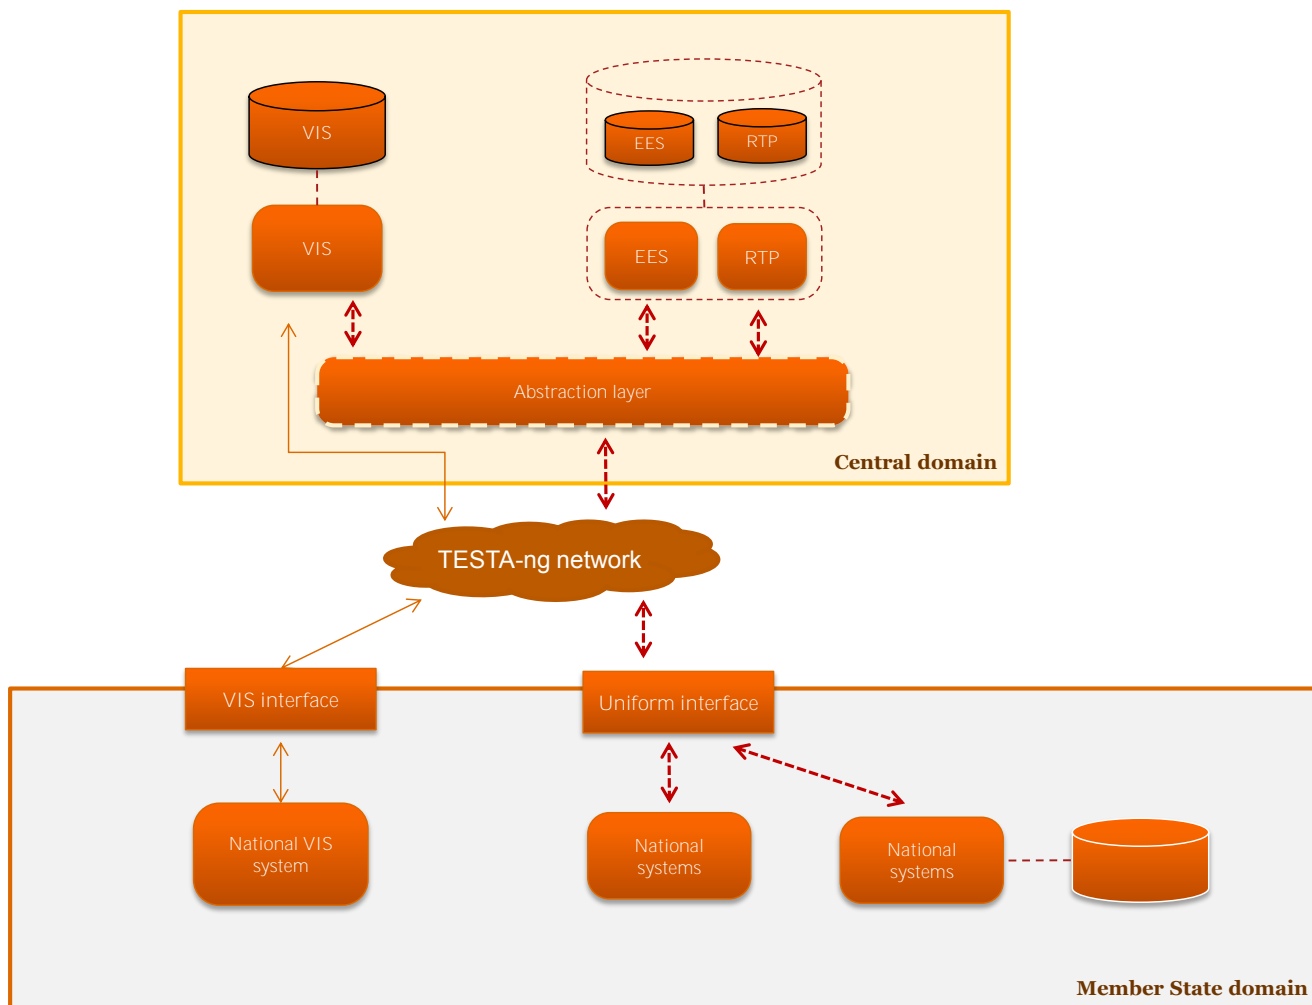 VIS
EES
RTP
VIS
EES
RTP
Abstraction layer
Central domain
TESTA-ng network
VIS interface
Uniform interface
National VIS
system
National
systems
National
systems
Member State domain